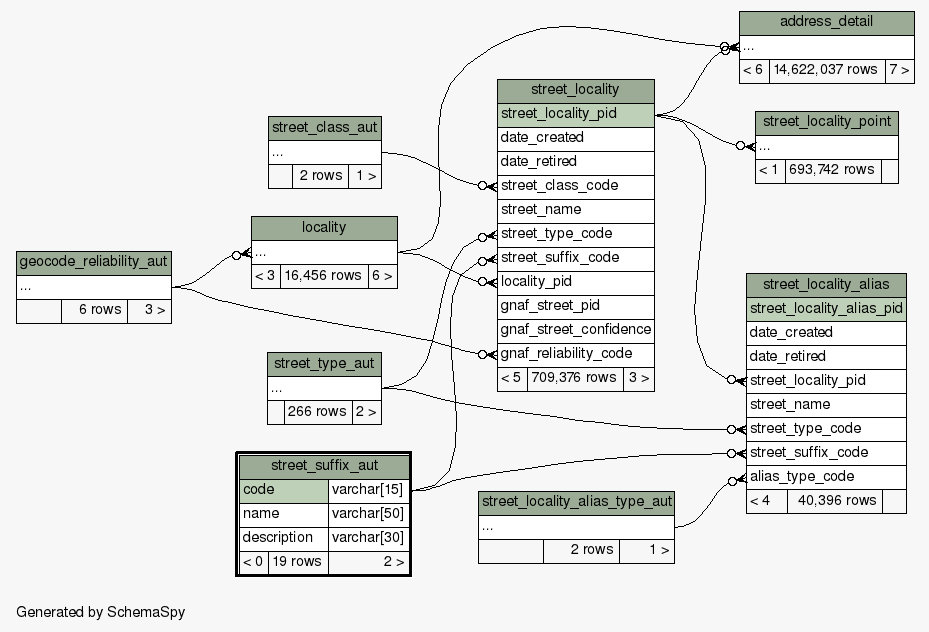 address_detail
...
< 6 14,622,037 rows 7 >
street_locality
street_locality_pid
date_created
date_retired
street_class_code
street_name
street_type_code
street_suffix_code
locality_pid
gnaf_street_pid
gnaf_street_confidence
gnaf_reliability_code
< 5 709,376 rows 3 >
street_locality_point
...
< 1 693,742 rows
street_class_aut
...
2 rows 1 >
locality
...
< 3 16,456 rows 6 >
geocode_reliability_aut
...
6 rows 3 >
street_locality_alias
street_locality_alias_pid
date_created
date_retired
street_locality_pid
street_name
street_type_code
street_suffix_code
alias_type_code
< 4 40,396 rows
street_type_aut
...
266 rows 2 >
street_suffix_aut
code varchar[15]
name varchar[50]
description varchar[30]
< 0 19 rows 2 >
street_locality_alias_type_aut
...
2 rows 1 >
Generated by SchemaSpy